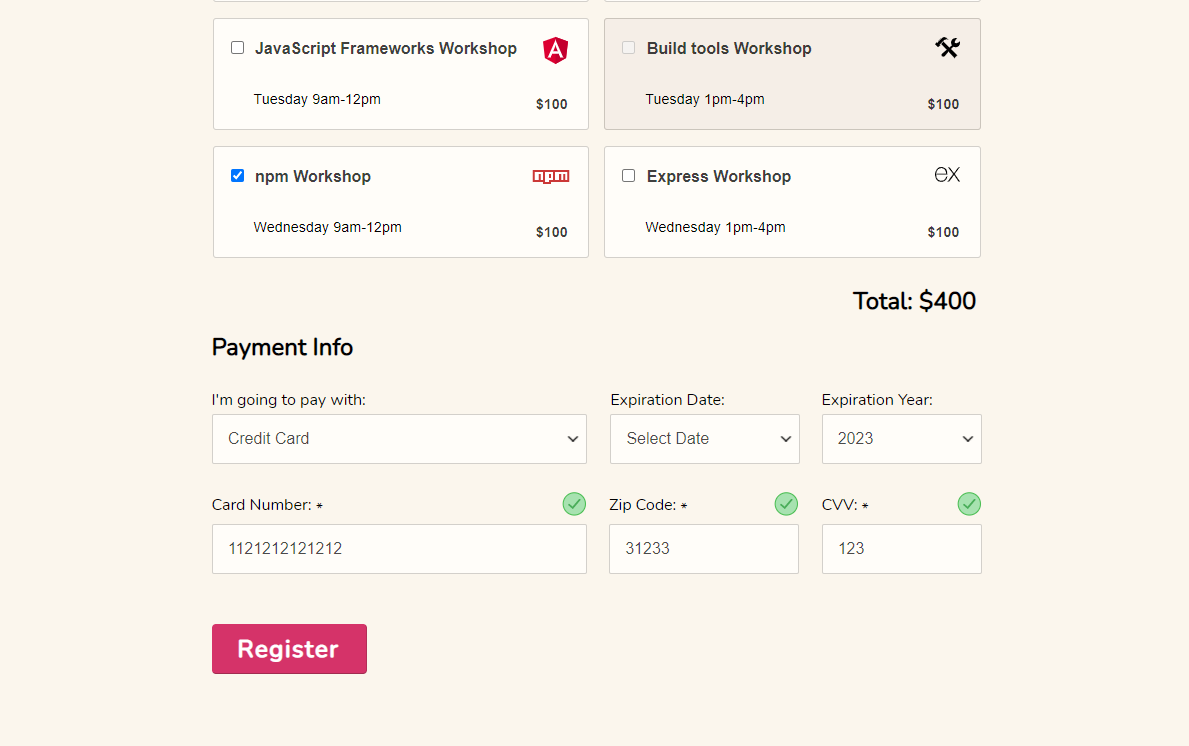 JavaScript Frameworks Workshop
Tuesday 9am-12pm
$100
Build tools Workshop
Tuesday 1pm-4pm
$100
npm Workshop
npm
Wednesday 9am-12pm
$100
Express Workshop
ex
Wednesday 1pm-4pm
$100
Total: $400
Payment Info
I'm going to pay with:
Credit Card
Expiration Date:
Select Date
Expiration Year:
2023
Card Number: *
1121212121212
Zip Code: *
31233
CVV: *
123
Register